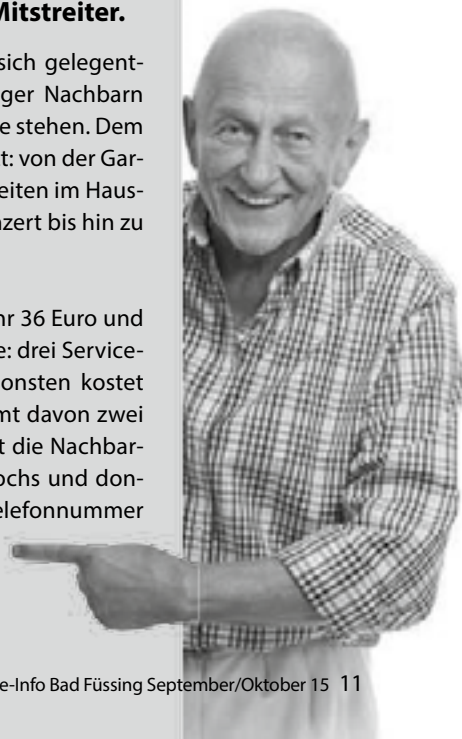 Mitstreiter.
sich gelegent-
ger Nachbarn
e stehen. Dem
tt: von der Gar-
eiten im Haus-
zert bis hin zu
hr 36 Euro und
e: drei Service-
onsten kostet
mt davon zwei
t die Nachbar-
ochs und don-
elefonnummer
e-Info Bad Füssing September/Oktober 15 11